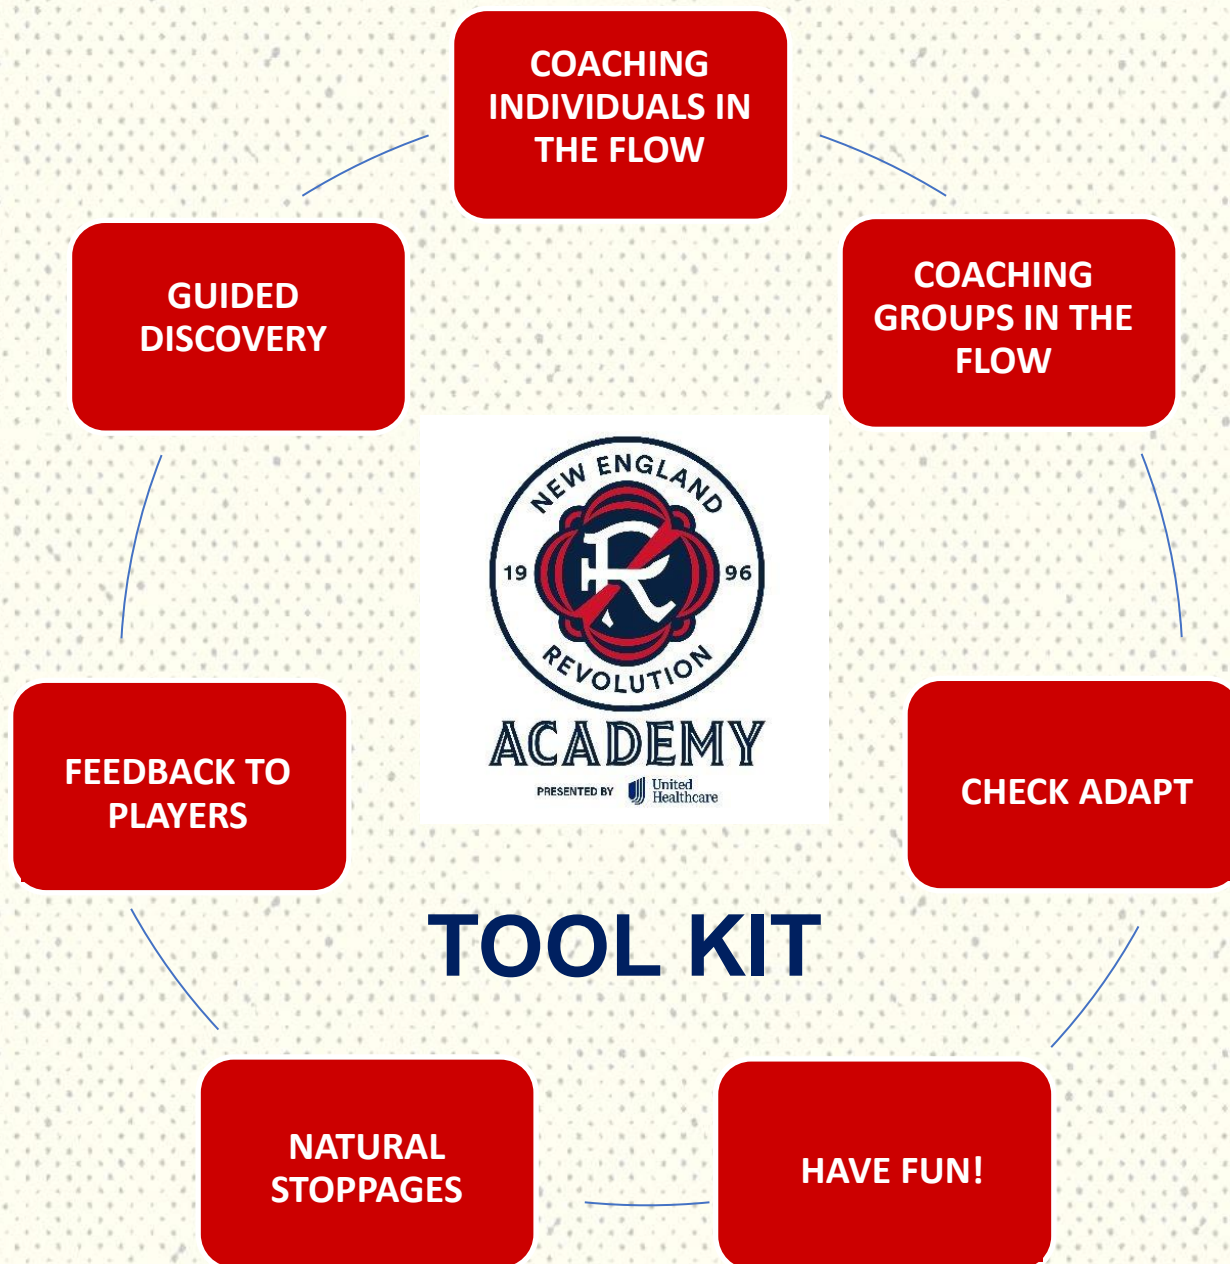 COACHING
INDIVIDUALS IN
THE FLOW
COACHING
GROUPS IN THE
FLOW
GUIDED
DISCOVERY
NEW ENGLAND
19
96
R
REVOLUTION
ACADEMY
PRESENTED BY
United
Healthcare
FEEDBACK TO
PLAYERS
CHECK ADAPT
TOOL KIT
NATURAL
STOPPAGES
HAVE FUN!